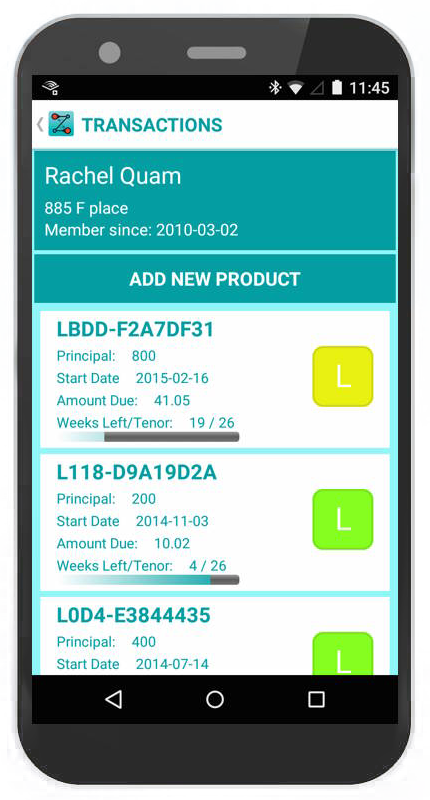 11:45
TRANSACTIONS
Rachel Quam
885 F place
Member since: 2010-03-02
ADD NEW PRODUCT
LBDD-F2A7DF31
Principal: 800
Start Date 2015-02-16
L
Amount Due: 41.05
Weeks Left/Tenor: 19 / 26
L118-D9A19D2A
Principal: 200
Start Date 2014-11-03
L
Amount Due: 10.02
Weeks Left/Tenor: 4 / 26
L0D4-E3844435
Principal: 400
Start Date 2014-07-14
L